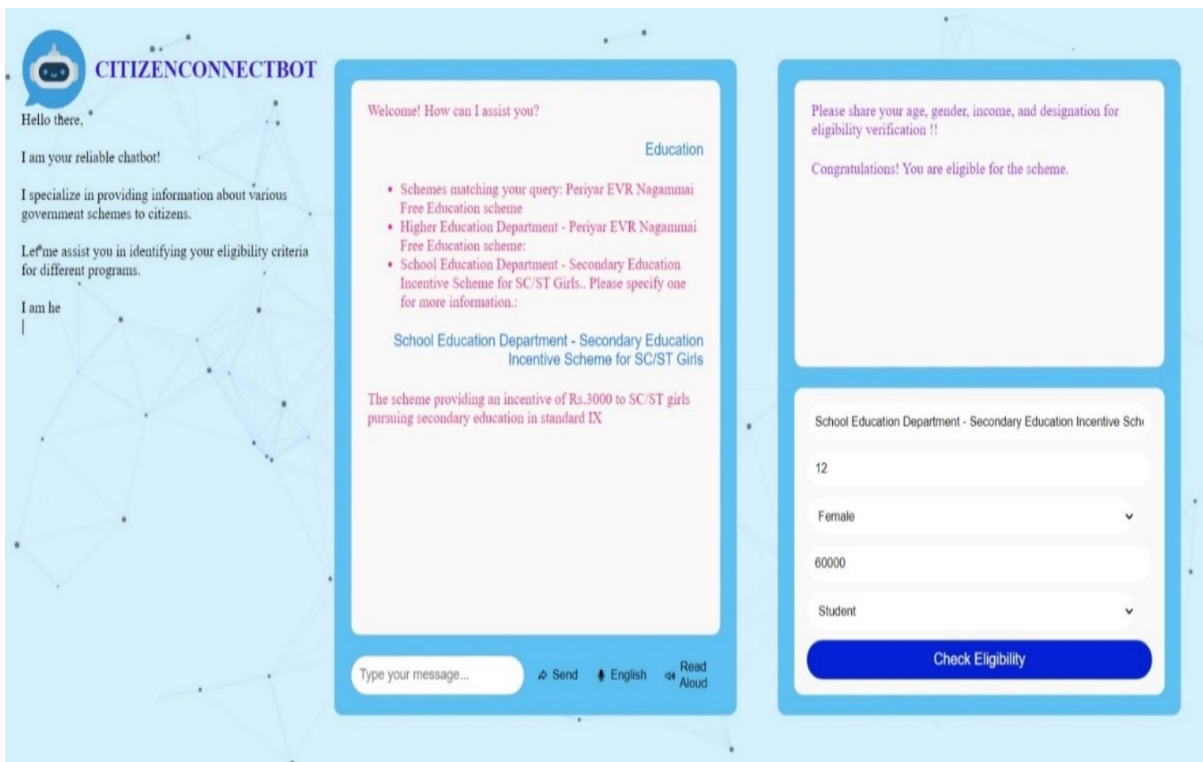 CITIZENCONNECTBOT
Hello there,
I am your reliable chatbot!
I specialize in providing information about various
government schemes to citizens.
Let me assist you in identifying your eligibility criteria
for different programs.
I am he
Welcome! How can I assist you?
Education
• Schemes matching your query: Periyar EVR Nagammai
Free Education scheme
• Higher Education Department - Periyar EVR Nagammai
Free Education scheme:
• School Education Department - Secondary Education
Incentive Scheme for SC/ST Girls.. Please specify one
for more information.:
School Education Department - Secondary Education
Incentive Scheme for SC/ST Girls
The scheme providing an incentive of Rs.3000 to SC/ST girls
pursuing secondary education in standard IX
Type your message...
Send
English
Read
Aloud
Please share your age, gender, income, and designation for
eligibility verification !!
Congratulations! You are eligible for the scheme.
School Education Department - Secondary Education Incentive Sch
12
Female
60000
Student
Check Eligibility